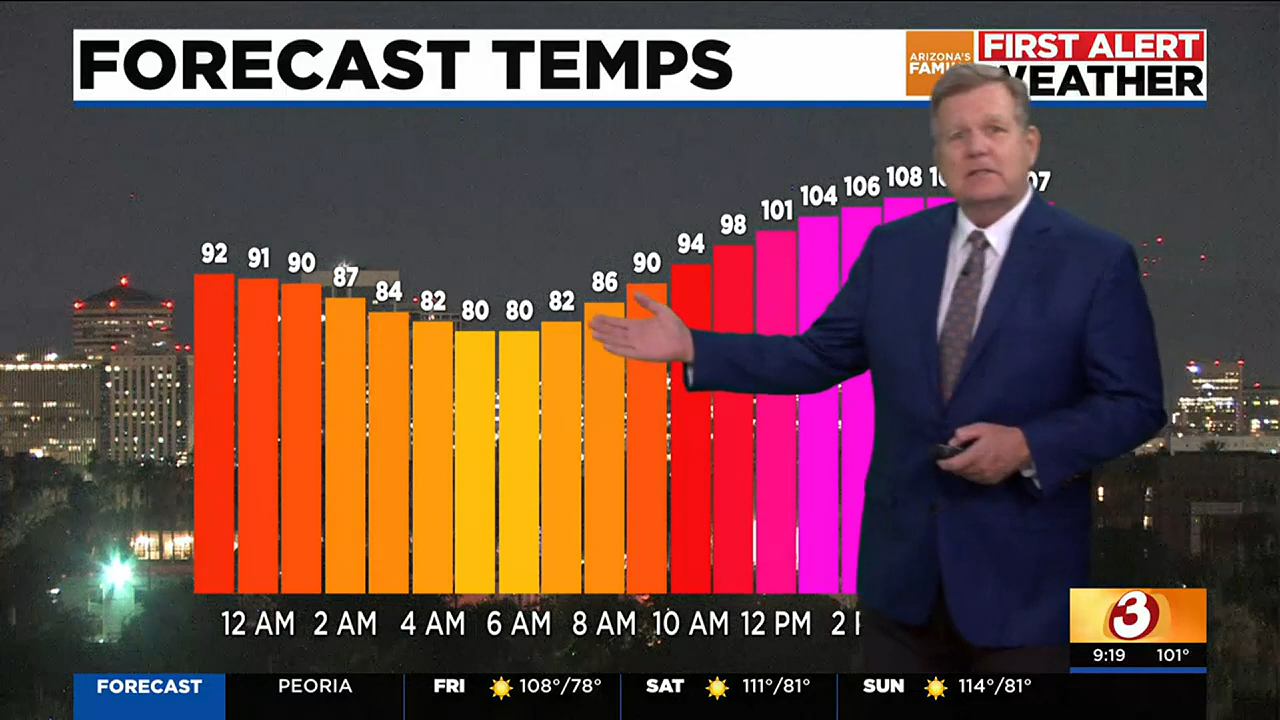 FORECAST TEMPS
ARIZONA'S
FIRST ALERT
WEATHER
92 91 90 87 84 82 80 80 82 86 90 94 98 101 104 106 108
12 AM 2 AM 4 AM 6 AM 8 AM 10 AM 12 PM 2
3
9:19 101°
FORECAST PEORIA FRI 108°/78° SAT 111°/81° SUN 114°/81°